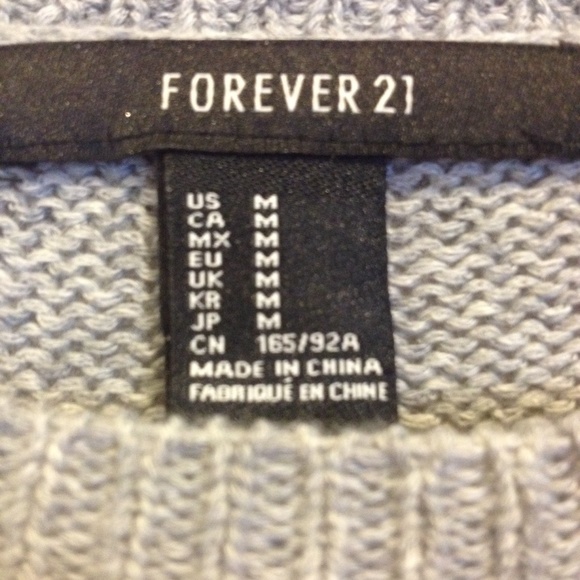 FOREVER 21
US M
CA M
MX M
EU M
UK M
KR M
JP M
CN 165/92A
MADE IN CHINA
FABRIQUÉ EN CHINE